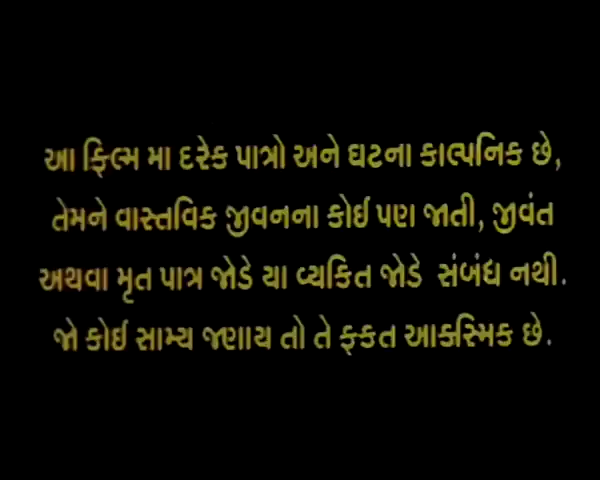 આ ફિલ્મ મા દરેક પાત્રો અને ઘટના કાલ્પનિક છે,
તેમને વાસ્તવિક જીવનના કોઈ પણ જાતી, જીવંત
અથવા મૃત પાત્ર જોડે યા વ્યકિત જોડે સંબંધ નથી.
જો કોઈ સામ્ય જણાય તો તે ફકત આકસ્મિક છે.